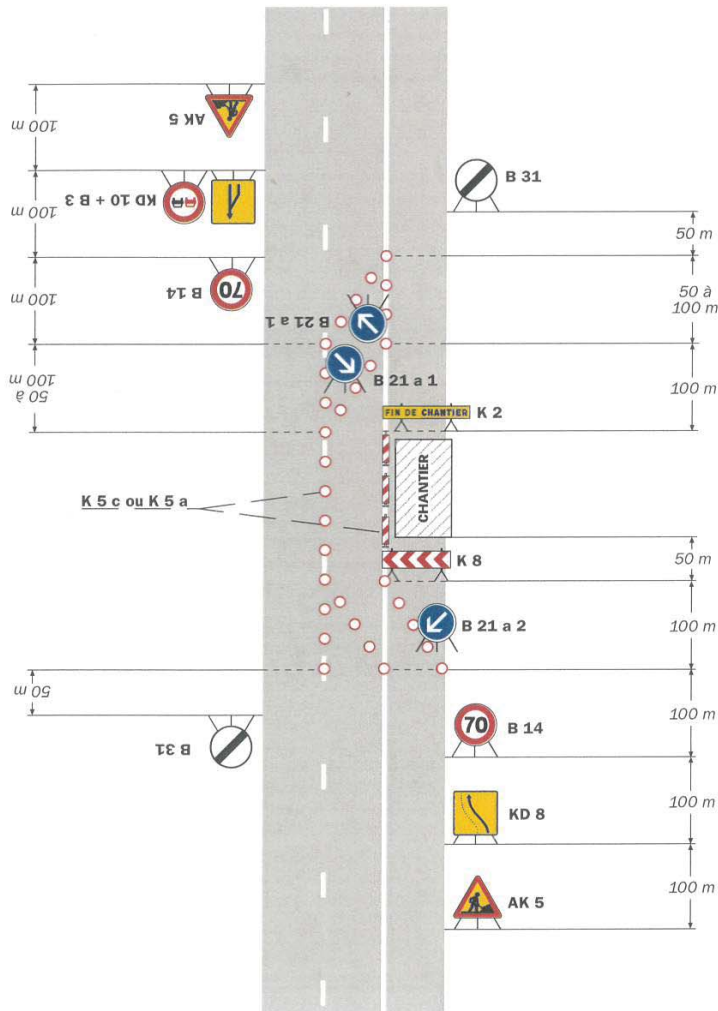 AK 5
100 m
KD 10 + B 3
100 m
70
B 14
100 m
50 à
100 m
B 31
50 m
50 à
100 m
B 21 a 1
B 21 a 1
100 m
FIN DE CHANTIER
K 2
CHANTIER
K 5 c ou K 5 a
50 m
K 8
B 21 a 2
100 m
50 m
B 31
70
B 14
100 m
KD 8
100 m
AK 5
100 m